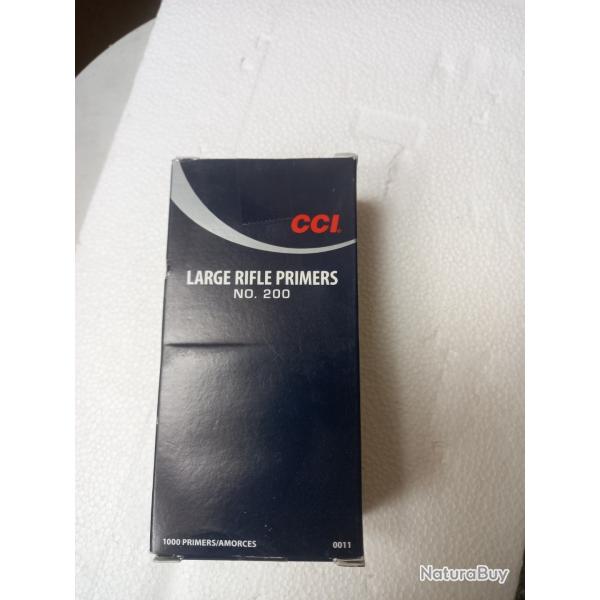 CCI
LARGE RIFLE PRIMERS
NO. 200
1000 PRIMERS/AMORCES 0011
NaturaBuy